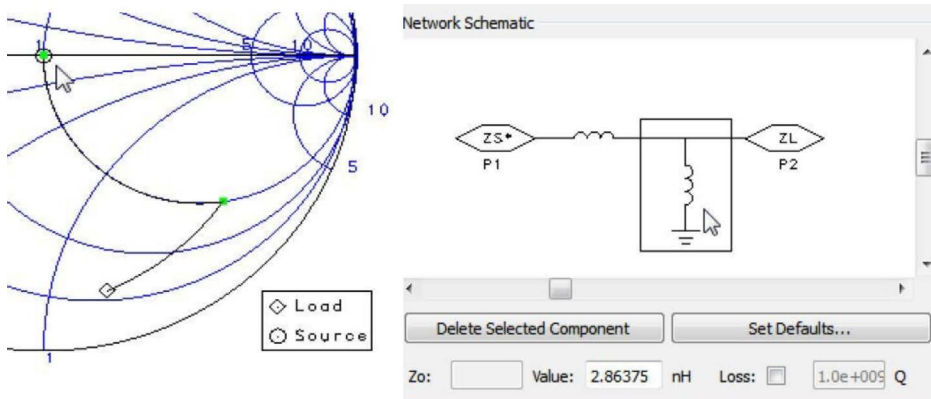 1 5 10
10
5
Load
Source
1
Network Schematic
ZS* ZL
P1 P2
Delete Selected Component Set Defaults...
Zo: Value: 2.86375 nH Loss: 1.0e+009 Q